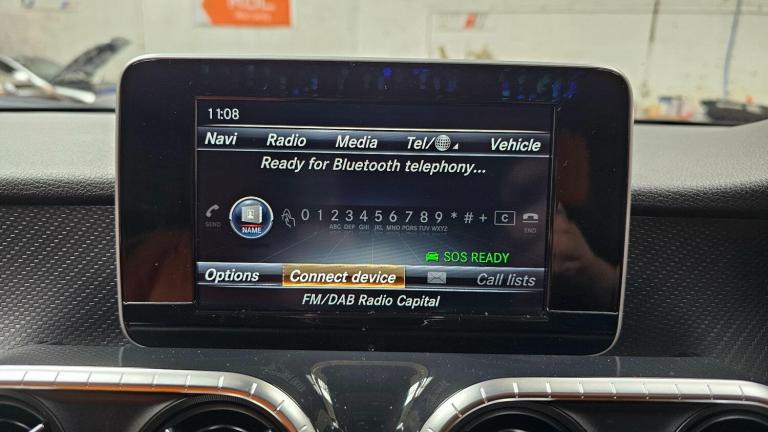 11:08
Navi Radio Media Tel/ Vehicle
Ready for Bluetooth telephony...
SEND NAME 0 1 2 3 4 5 6 7 8 9 * # + C END
ABC DEF GHI JKL MNO PQRS TUV WXYZ
SOS READY
Options Connect device Call lists
FM/DAB Radio Capital